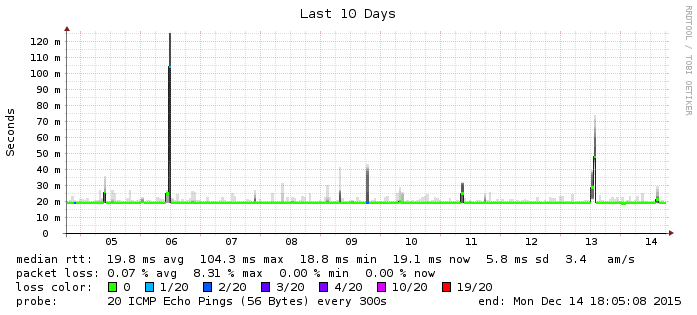 Last 10 Days
RRDTOOL / TOBI OETIKER
Seconds
120 m
110 m
100 m
90 m
80 m
70 m
60 m
50 m
40 m
30 m
20 m
10 m
0
05 06 07 08 09 10 11 12 13 14
median rtt: 19.8 ms avg 104.3 ms max 18.8 ms min 19.1 ms now 5.8 ms sd 3.4 am/s
packet loss: 0.07 % avg 8.31 % max 0.00 % min 0.00 % now
loss color: 0 1/20 2/20 3/20 4/20 10/20 19/20
probe: 20 ICMP Echo Pings (56 Bytes) every 300s end: Mon Dec 14 18:05:08 2015